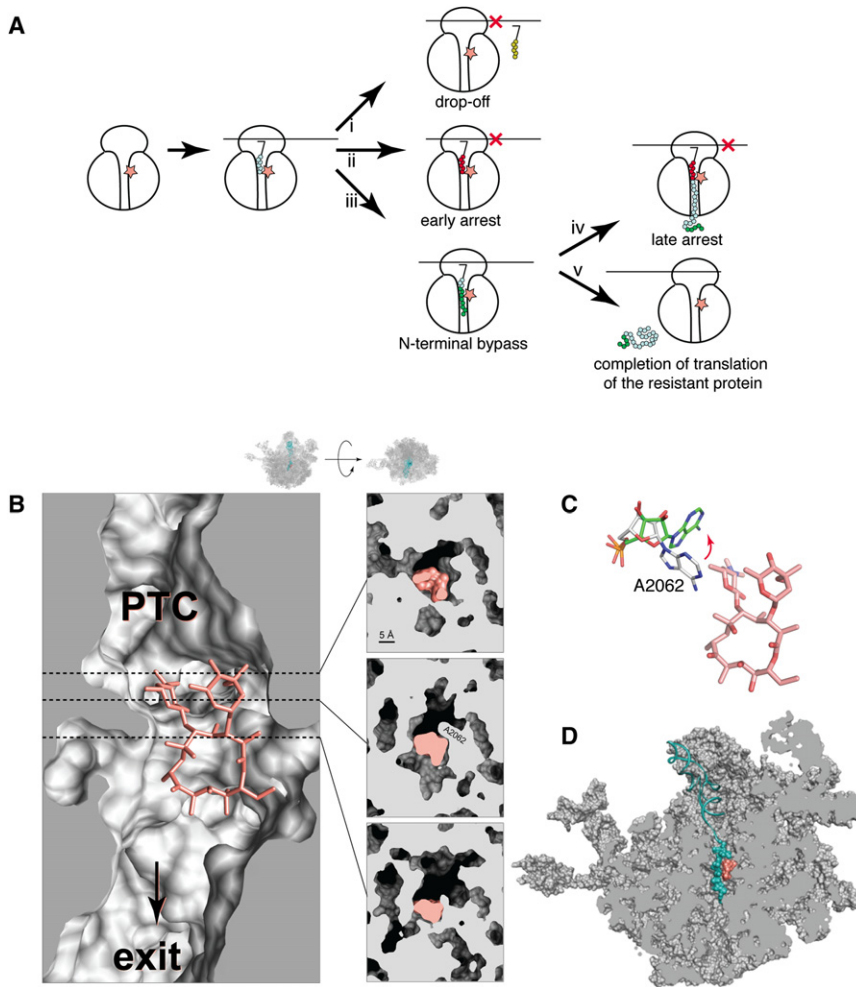 A
i
drop-off
ii
iii
early arrest
iv
late arrest
v
N-terminal bypass
completion of translation
of the resistant protein
B
PTC
exit
5 Å
A2062
C
A2062
D